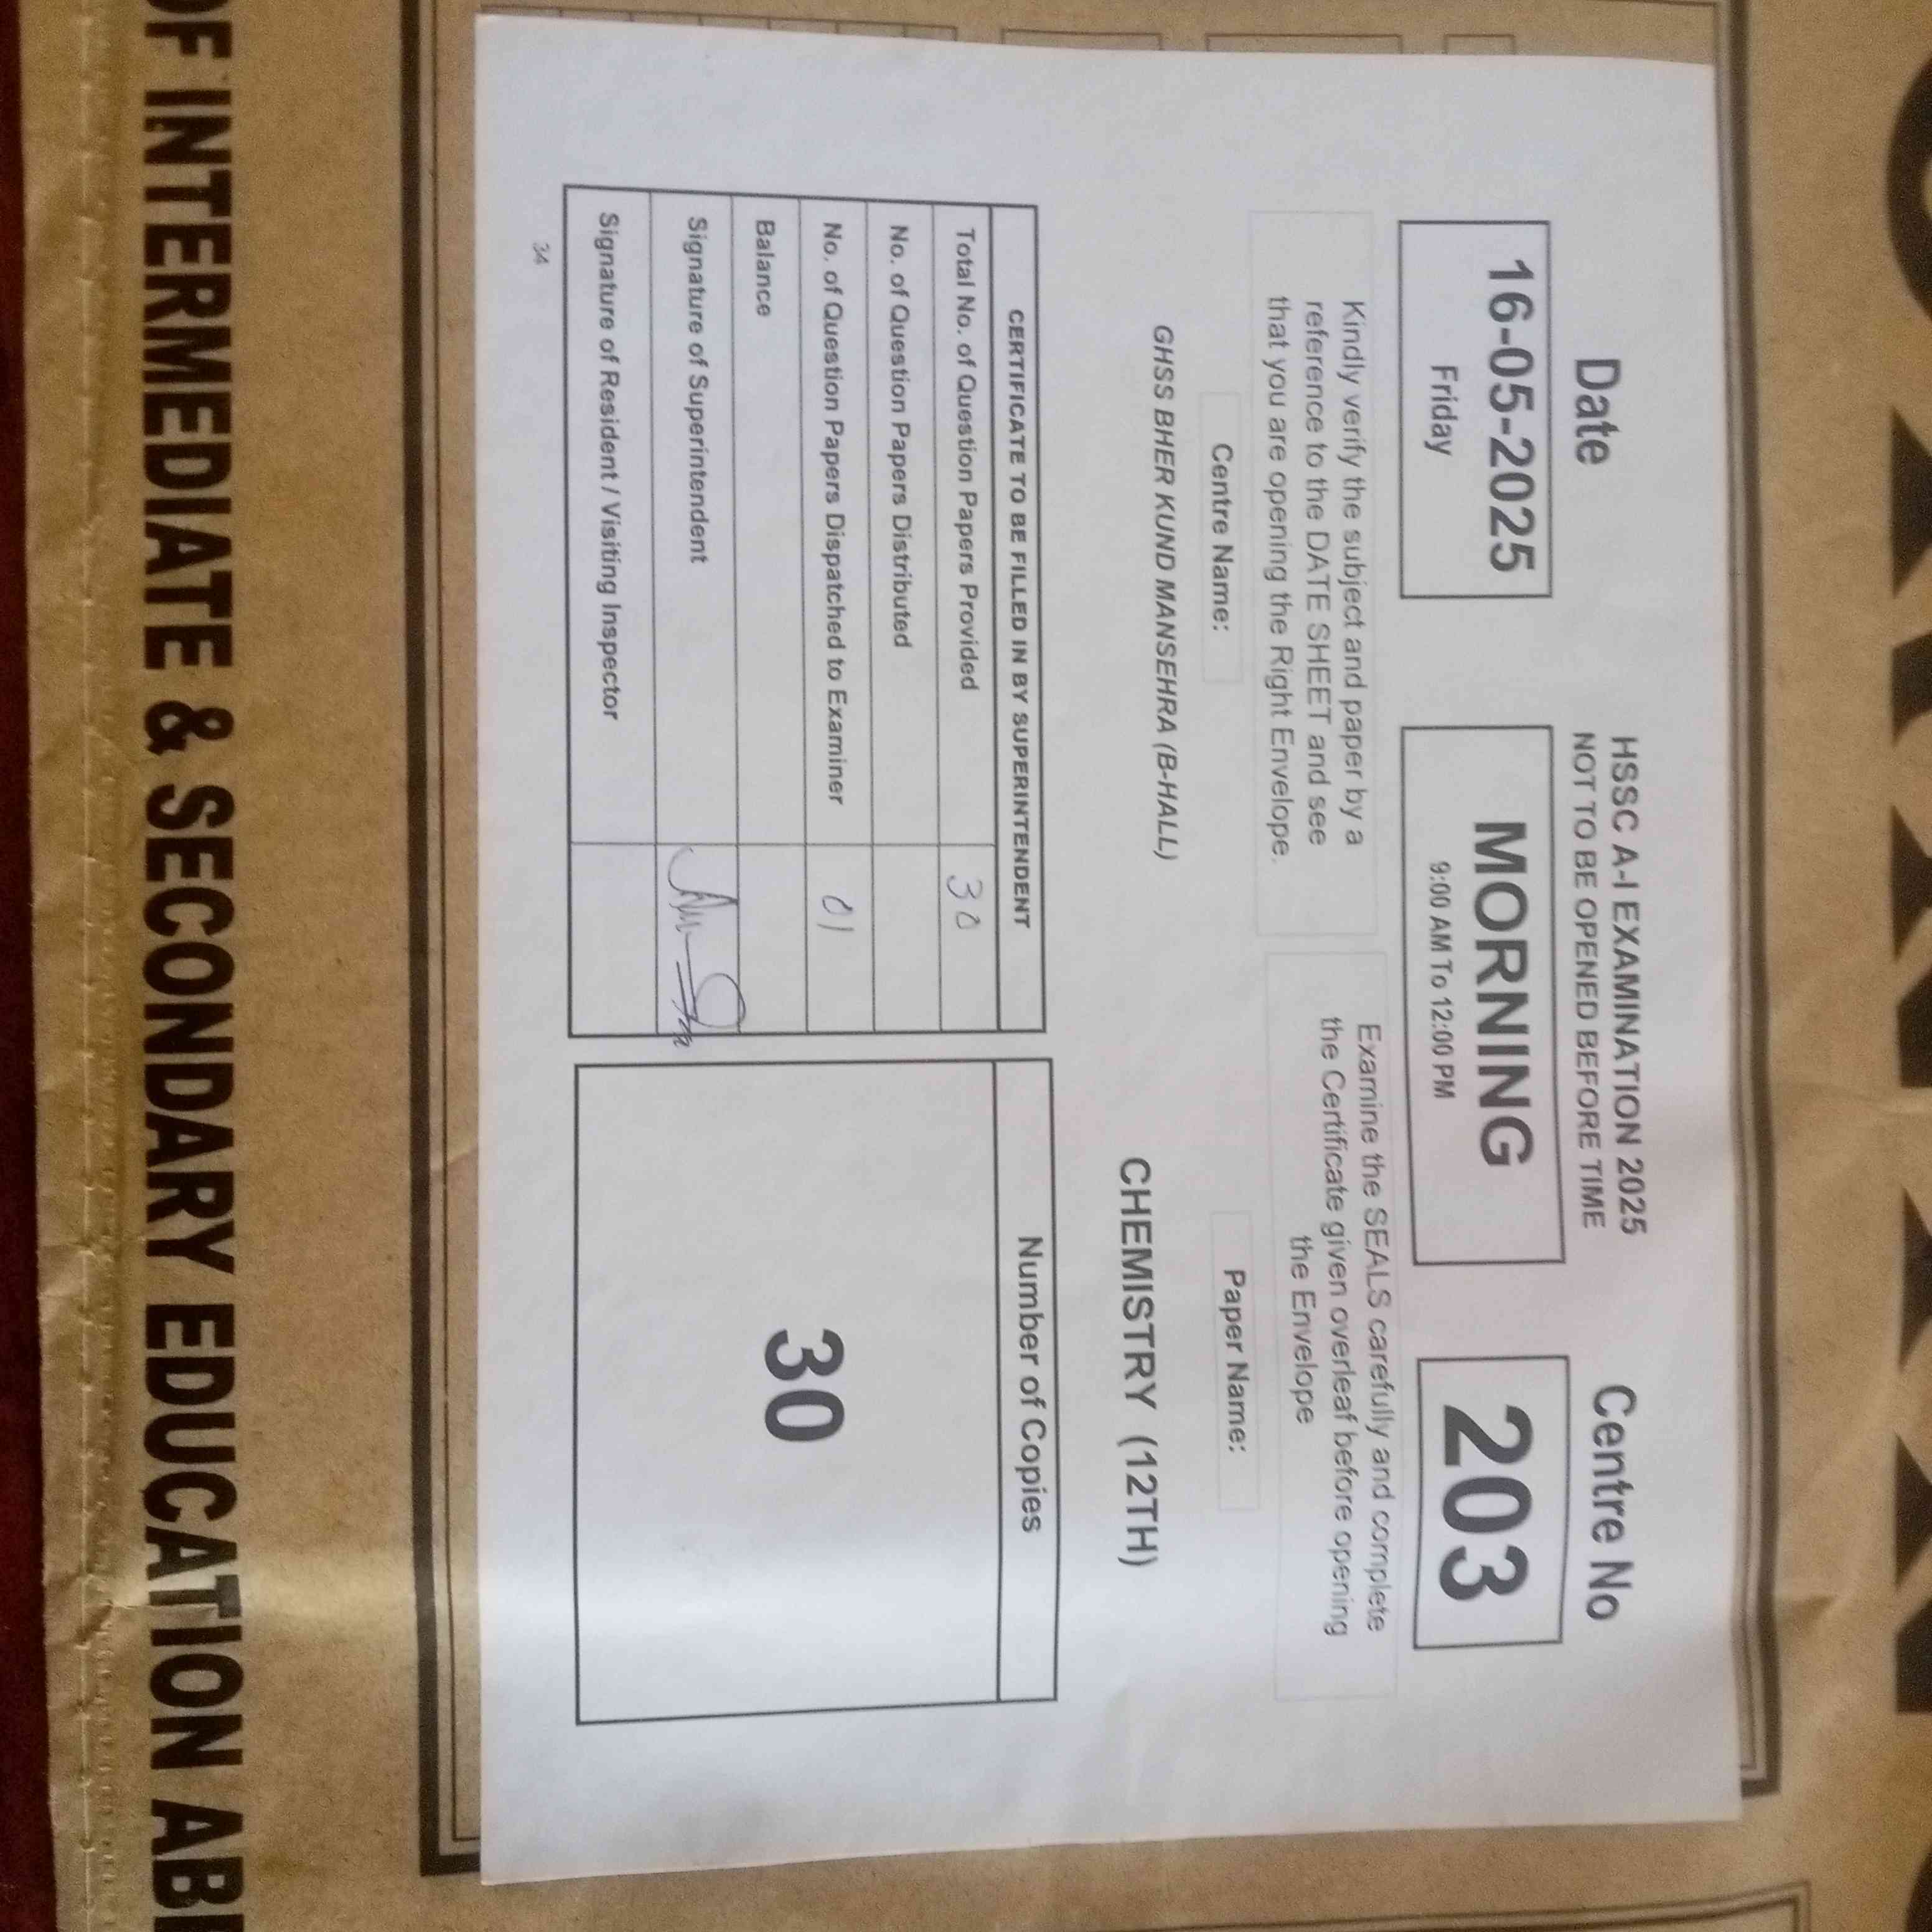 Date
16-05-2025
Friday
HSSC A-I EXAMINATION 2025
NOT TO BE OPENED BEFORE TIME
MORNING
9:00 AM To 12:00 PM
Centre No
203
Kindly verify the subject and paper by a
reference to the DATE SHEET and see
that you are opening the Right Envelope.
Examine the SEALS carefully and complete
the Certificate given overleaf before opening
the Envelope
Centre Name:
GHSS BHER KUND MANSEHRA (B-HALL)
Paper Name:
CHEMISTRY (12TH)
CERTIFICATE TO BE FILLED IN BY SUPERINTENDENT
Total No. of Question Papers Provided 30
No. of Question Papers Distributed
No. of Question Papers Dispatched to Examiner 01
Balance
Signature of Superintendent
Signature of Resident / Visiting Inspector
34
Number of Copies
30
OF INTERMEDIATE & SECONDARY EDUCATION